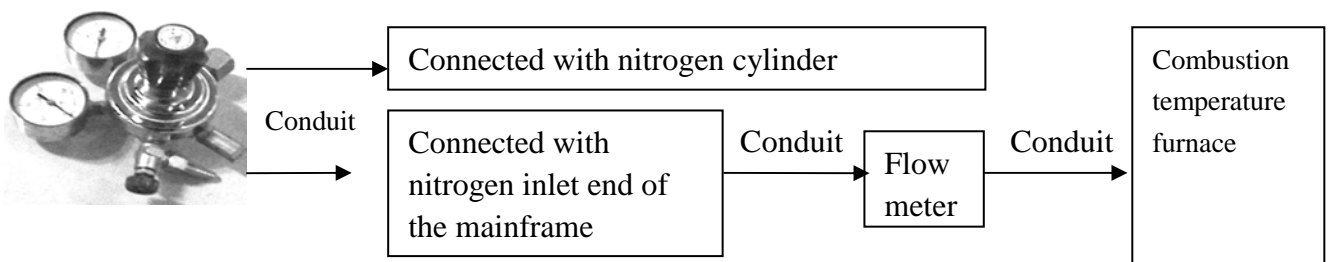 Connected with nitrogen cylinder
Conduit
Connected with
nitrogen inlet end of
the mainframe
Conduit
Flow
meter
Conduit
Combustion
temperature
furnace